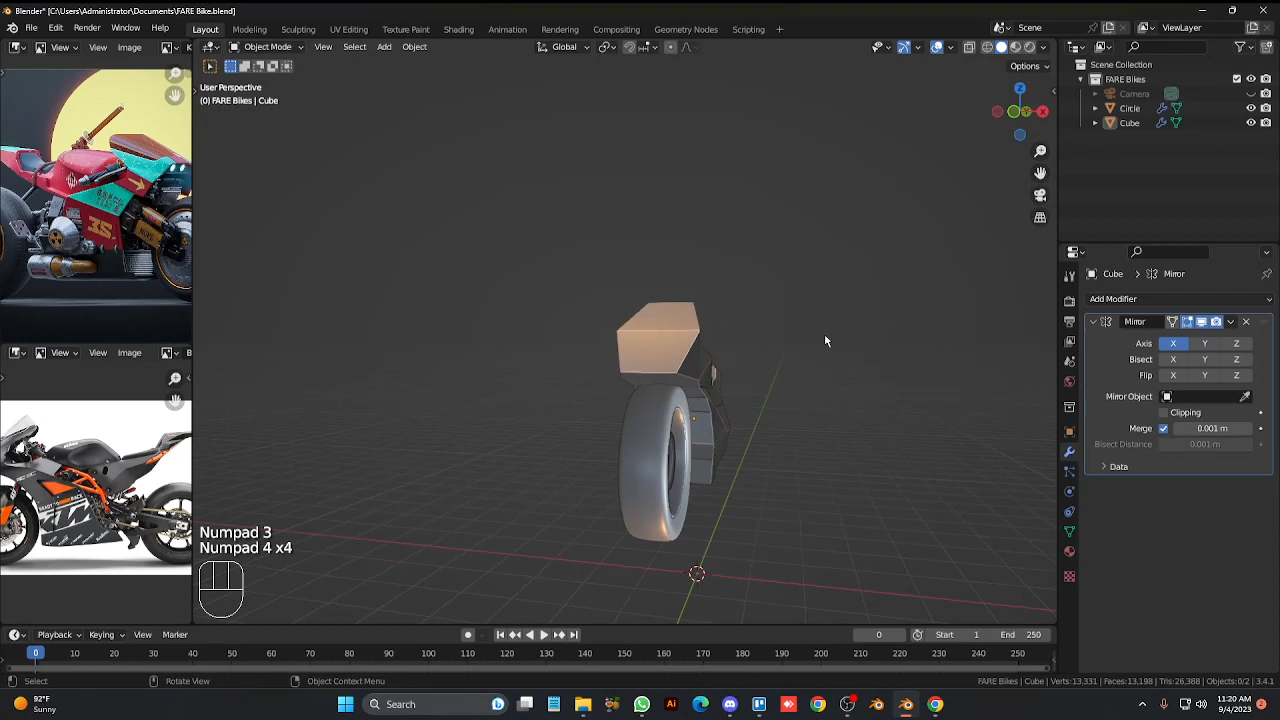 Blender* [C:\Users\Administrator\Documents\FARE Bike.blend]
File Edit Render Window Help Layout Modeling Sculpting UV Editing Texture Paint Shading Animation Rendering Compositing Geometry Nodes Scripting + Scene ViewLayer
View View Image K Object Mode View Select Add Object Global
Options
User Perspective
(0) FARE Bikes | Cube
Scene Collection
FARE Bikes
Camera
Circle
Cube
Z
Y
X
35.
Cube > Mirror
Add Modifier
Mirror
Axis X Y Z
Bisect X Y Z
Flip X Y Z
Mirror Object
Clipping
Merge 0.001 m
Bisect Distance 0.001 m
Data
View View Image B
Numpad 3
Numpad 4 x4
Playback Keying View Marker 0 Start 1 End 250
0 10 20 30 40 50 60 70 80 90 100 110 120 130 140 150 160 170 180 190 200 210 220 230 240 250
Select Rotate View Object Context Menu FARE Bikes | Cube | Verts:13,331 | Faces:13,198 | Tris:26,388 | Objects:0/2 | 3.4.1
92°F
Sunny
Search
Ai
11:20 AM
9/4/2023
2